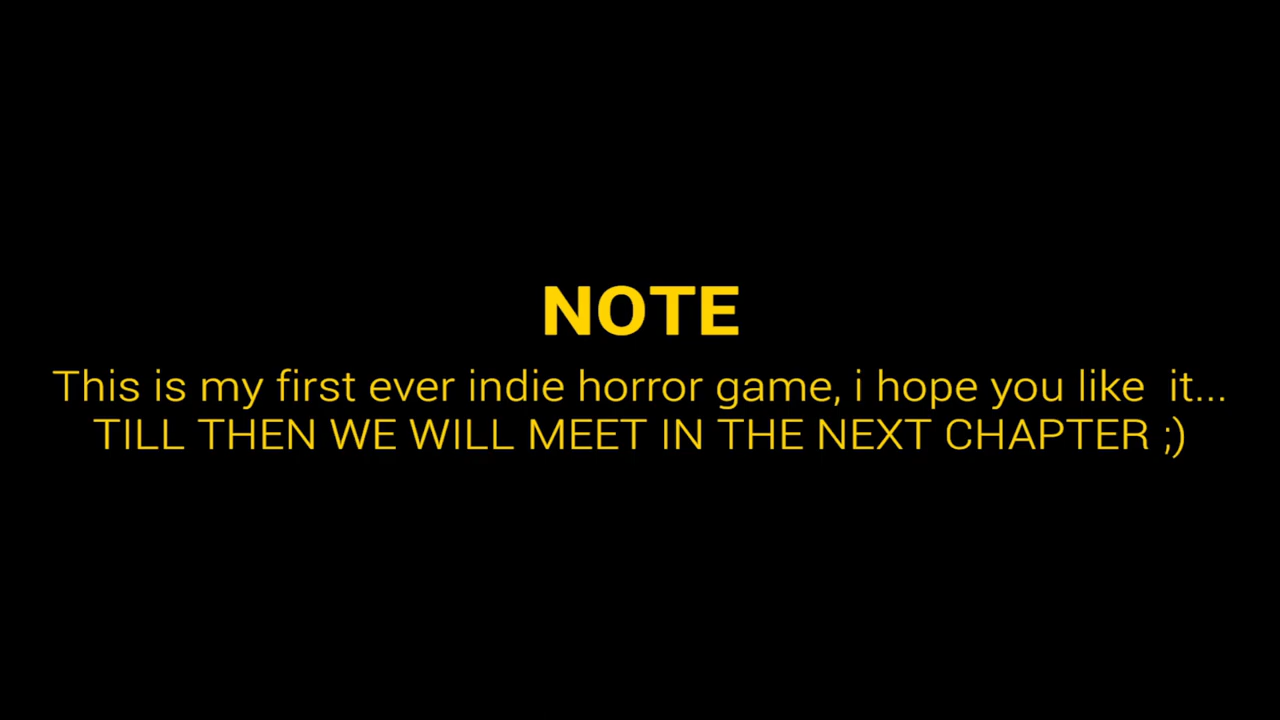 NOTE
This is my first ever indie horror game, i hope you like  it...
TILL THEN WE WILL MEET IN THE NEXT CHAPTER ;)